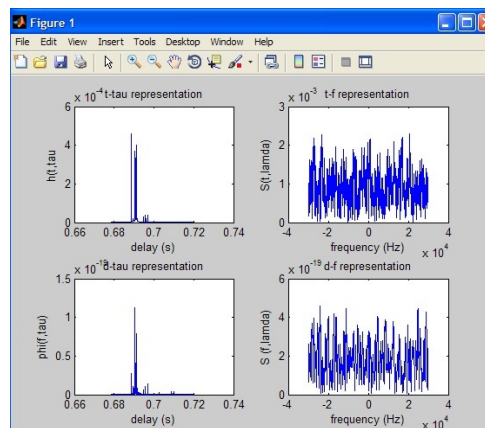 Figure 1
File Edit View Insert Tools Desktop Window Help
x 10^-4 t-tau representation
h(t,tau
6
4
2
0
0.66 0.68 0.7 0.72 0.74
delay (s)
x 10^-3 t-f representation
S(t,lamda)
3
2
1
0
-4 -2 0 2 4
frequency (Hz) x 10^4
x 10^-19 d-tau representation
phi(f,tau)
1.5
1
0.5
0
0.66 0.68 0.7 0.72 0.74
delay (s)
x 10^-19 d-f representation
S (f,lamda)
6
4
2
0
-4 -2 0 2 4
frequency (Hz) x 10^4